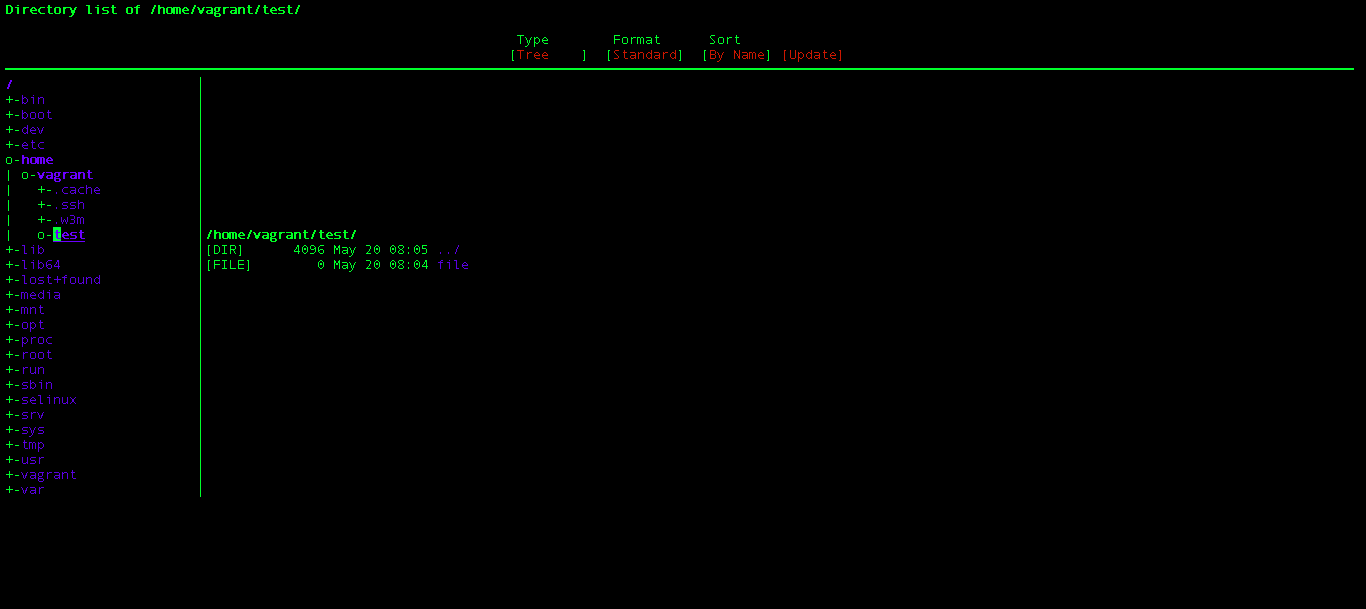 Directory list of /home/vagrant/test/
Type Format Sort
[Tree ] [Standard] [By Name] [Update]
/
+-bin
+-boot
+-dev
+-etc
o-home
| o-vagrant
| +-.cache
| +-.ssh
| +-.w3m
| o-test /home/vagrant/test/
+-lib [DIR] 4096 May 20 08:05 ../
+-lib64 [FILE] 0 May 20 08:04 file
+-lost+found
+-media
+-mnt
+-opt
+-proc
+-root
+-run
+-sbin
+-selinux
+-srv
+-sys
+-tmp
+-usr
+-vagrant
+-var